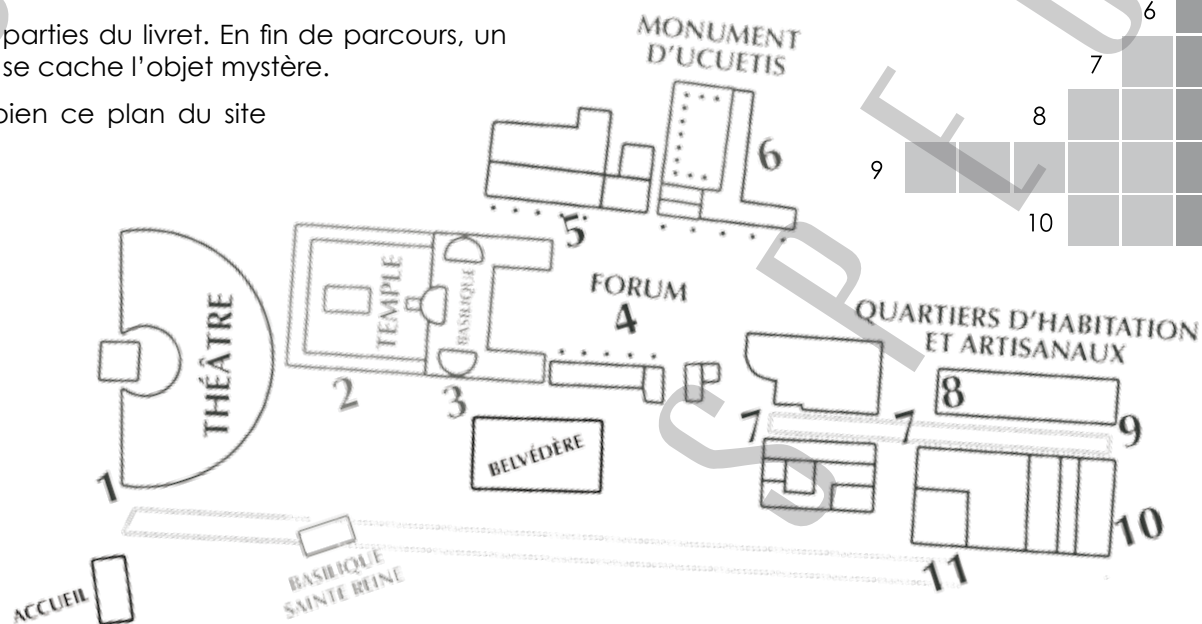 parties du livret. En fin de parcours, un
se cache l'objet mystère.
bien ce plan du site
6
7
8
9
10
MONUMENT
D'UCUETIS
6
5
THÉÂTRE
TEMPLE
BASILIQUE
FORUM
4
QUARTIERS D'HABITATION
ET ARTISANAUX
2
3
7
7
8
9
BELVÉDÈRE
1
10
11
BASILIQUE
SAINTE REINE
ACCUEIL